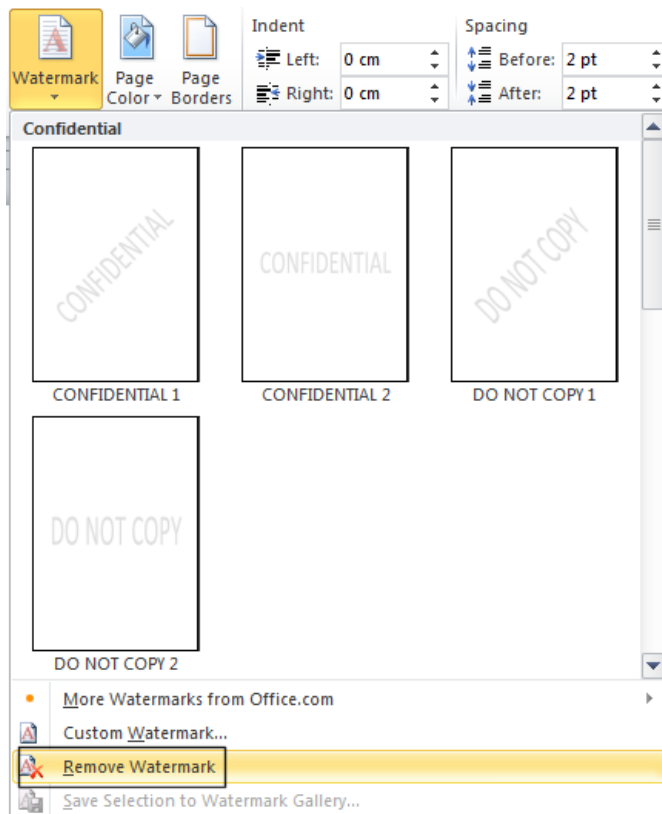 Indent
Spacing
Left: 0 cm
Before: 2 pt
Watermark
Page Color
Page Borders
Right: 0 cm
After: 2 pt
Confidential
CONFIDENTIAL
CONFIDENTIAL
DO NOT COPY
CONFIDENTIAL 1
CONFIDENTIAL 2
DO NOT COPY 1
DO NOT COPY
DO NOT COPY 2
More Watermarks from Office.com
Custom Watermark...
Remove Watermark
Save Selection to Watermark Gallery...